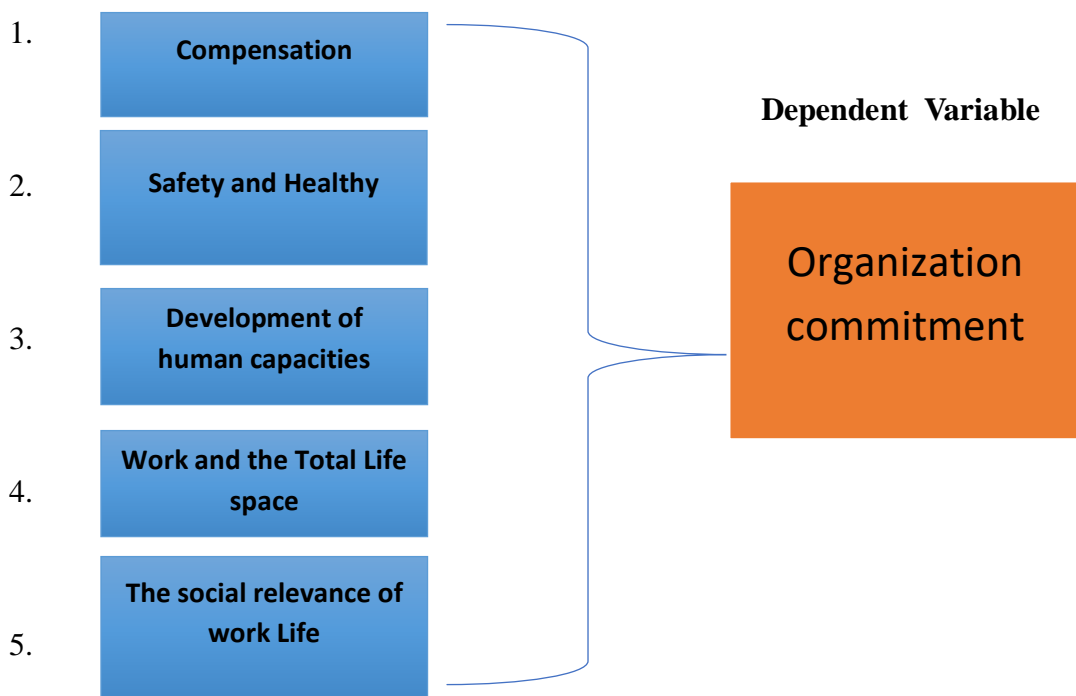 1.
Compensation
Dependent Variable
2.
Safety and Healthy
Organization
commitment
3.
Development of
human capacities
4.
Work and the Total Life
space
5.
The social relevance of
work Life